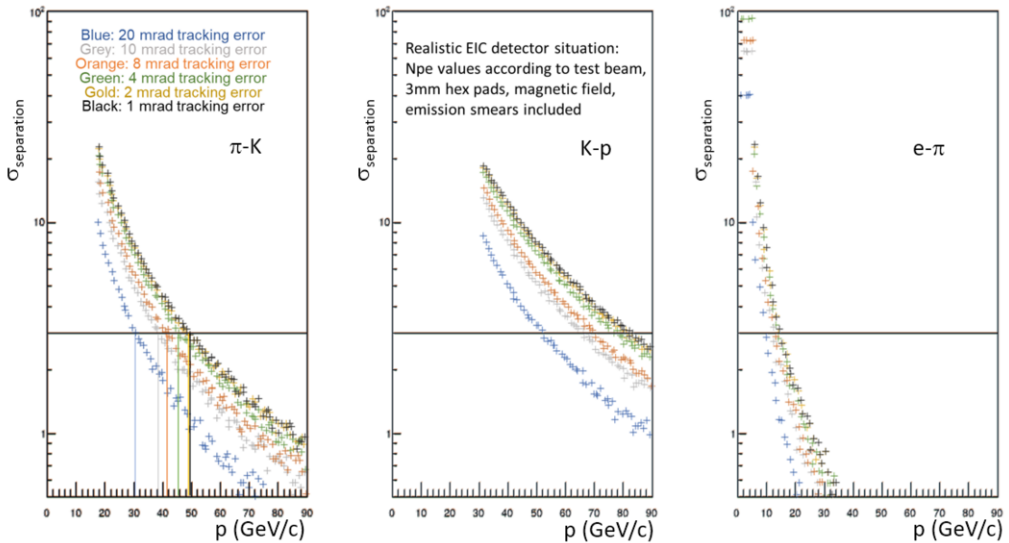 Blue: 20 mrad tracking error
Grey: 10 mrad tracking error
Orange: 8 mrad tracking error
Green: 4 mrad tracking error
Gold: 2 mrad tracking error
Black: 1 mrad tracking error
π-K
σseparation
10²
10
1
0 10 20 30 40 50 60 70 80 90
p (GeV/c)
Realistic EIC detector situation:
Npe values according to test beam,
3mm hex pads, magnetic field,
emission smears included
K-p
σseparation
10²
10
1
0 10 20 30 40 50 60 70 80 90
p (GeV/c)
e-π
σseparation
10²
10
1
0 10 20 30 40 50 60 70 80 90
p (GeV/c)